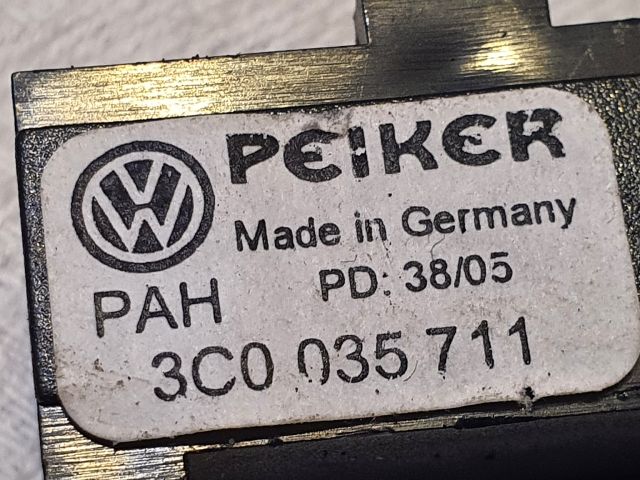 PEIKER
Made in Germany
PD: 38/05
PAH
3C0 035 711